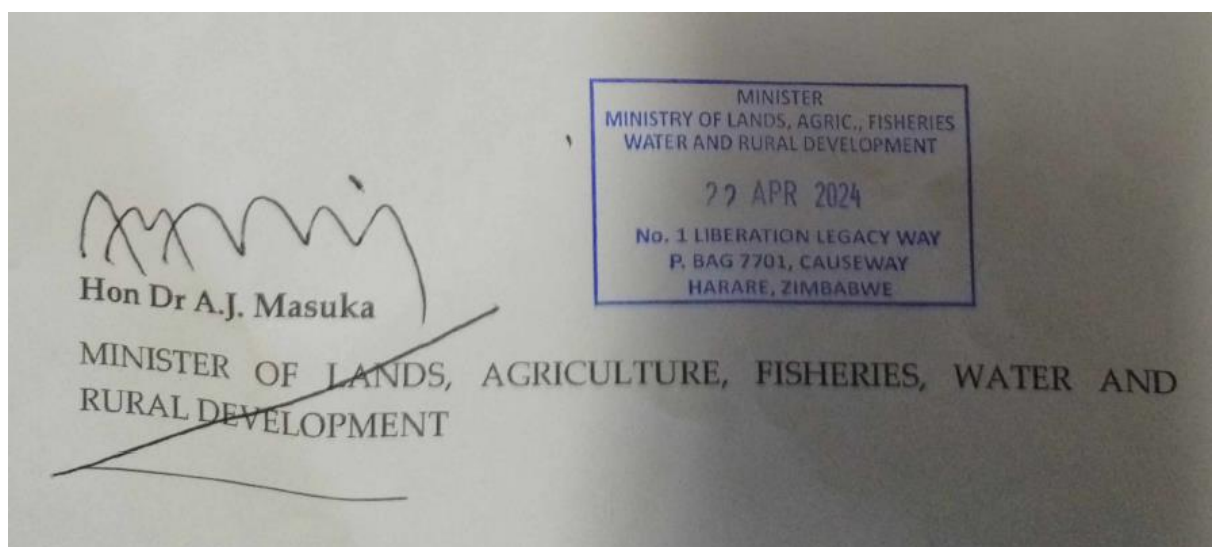 MINISTER
MINISTRY OF LANDS, AGRIC., FISHERIES
WATER AND RURAL DEVELOPMENT
22 APR 2024
No. 1 LIBERATION LEGACY WAY
P. BAG 7701, CAUSEWAY
HARARE, ZIMBABWE
Hon Dr A.J. Masuka
MINISTER OF LANDS, AGRICULTURE, FISHERIES, WATER AND
RURAL DEVELOPMENT